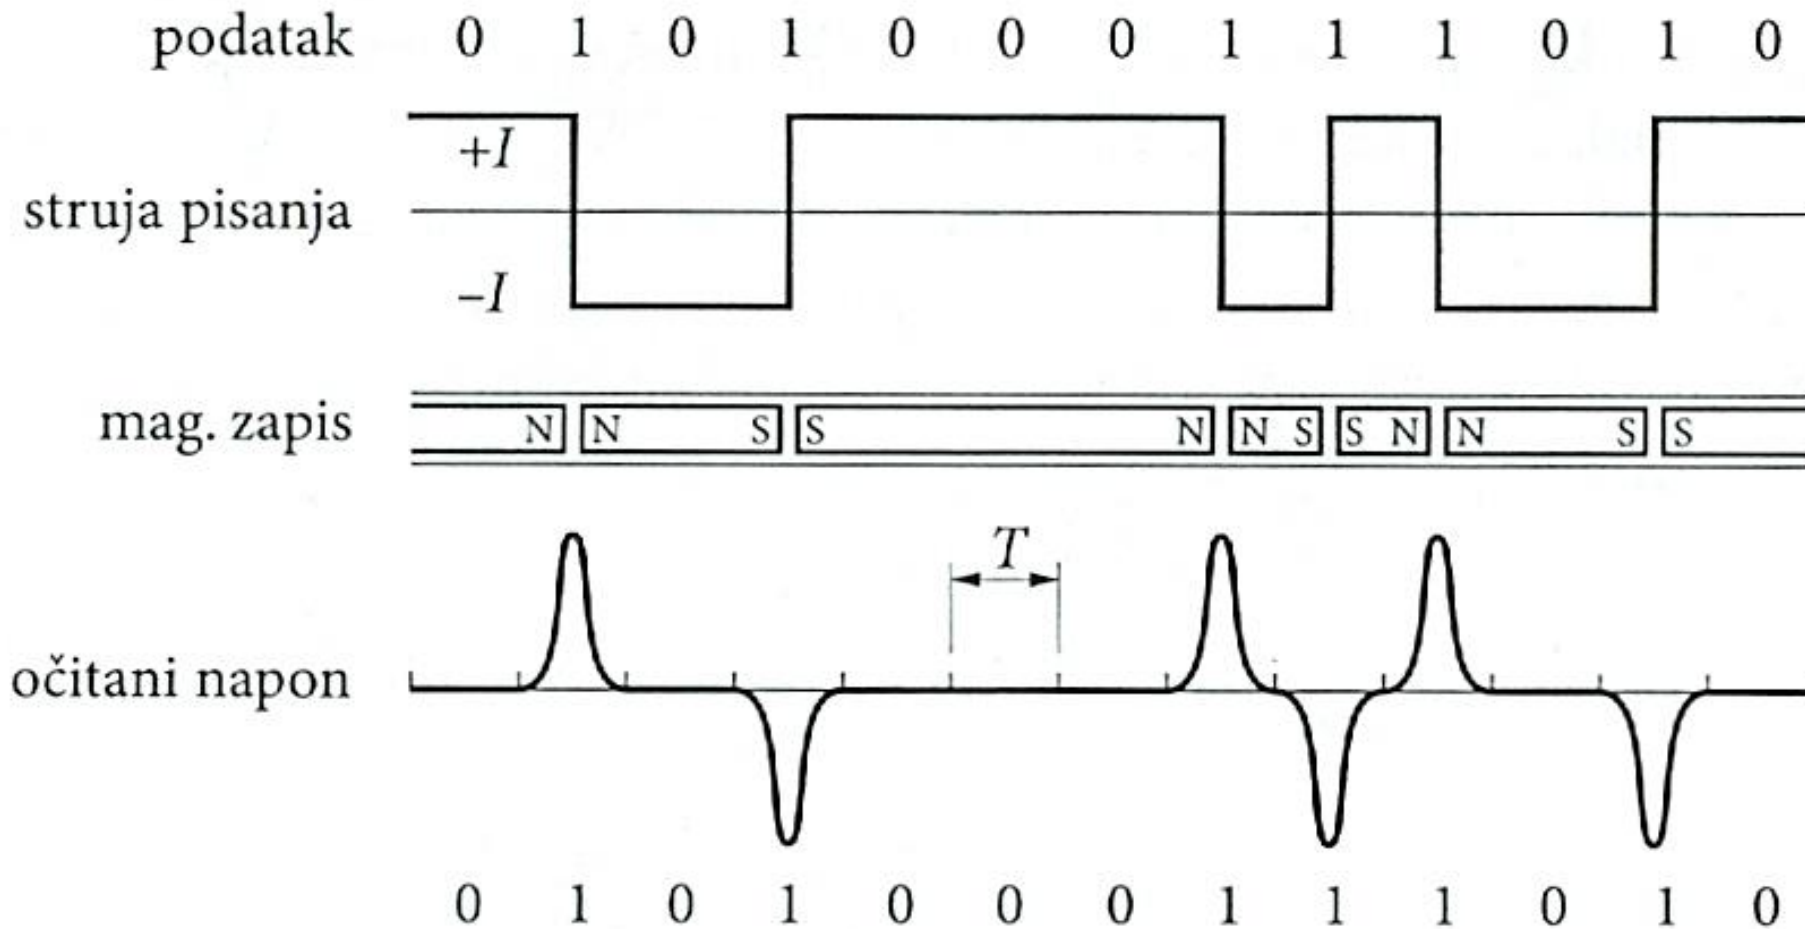 podatak 0 1 0 1 0 0 0 1 1 1 0 1 0
+I
struja pisanja
–I
mag. zapis N N S S N N S S N N S S
T
očitani napon
0 1 0 1 0 0 0 1 1 1 0 1 0